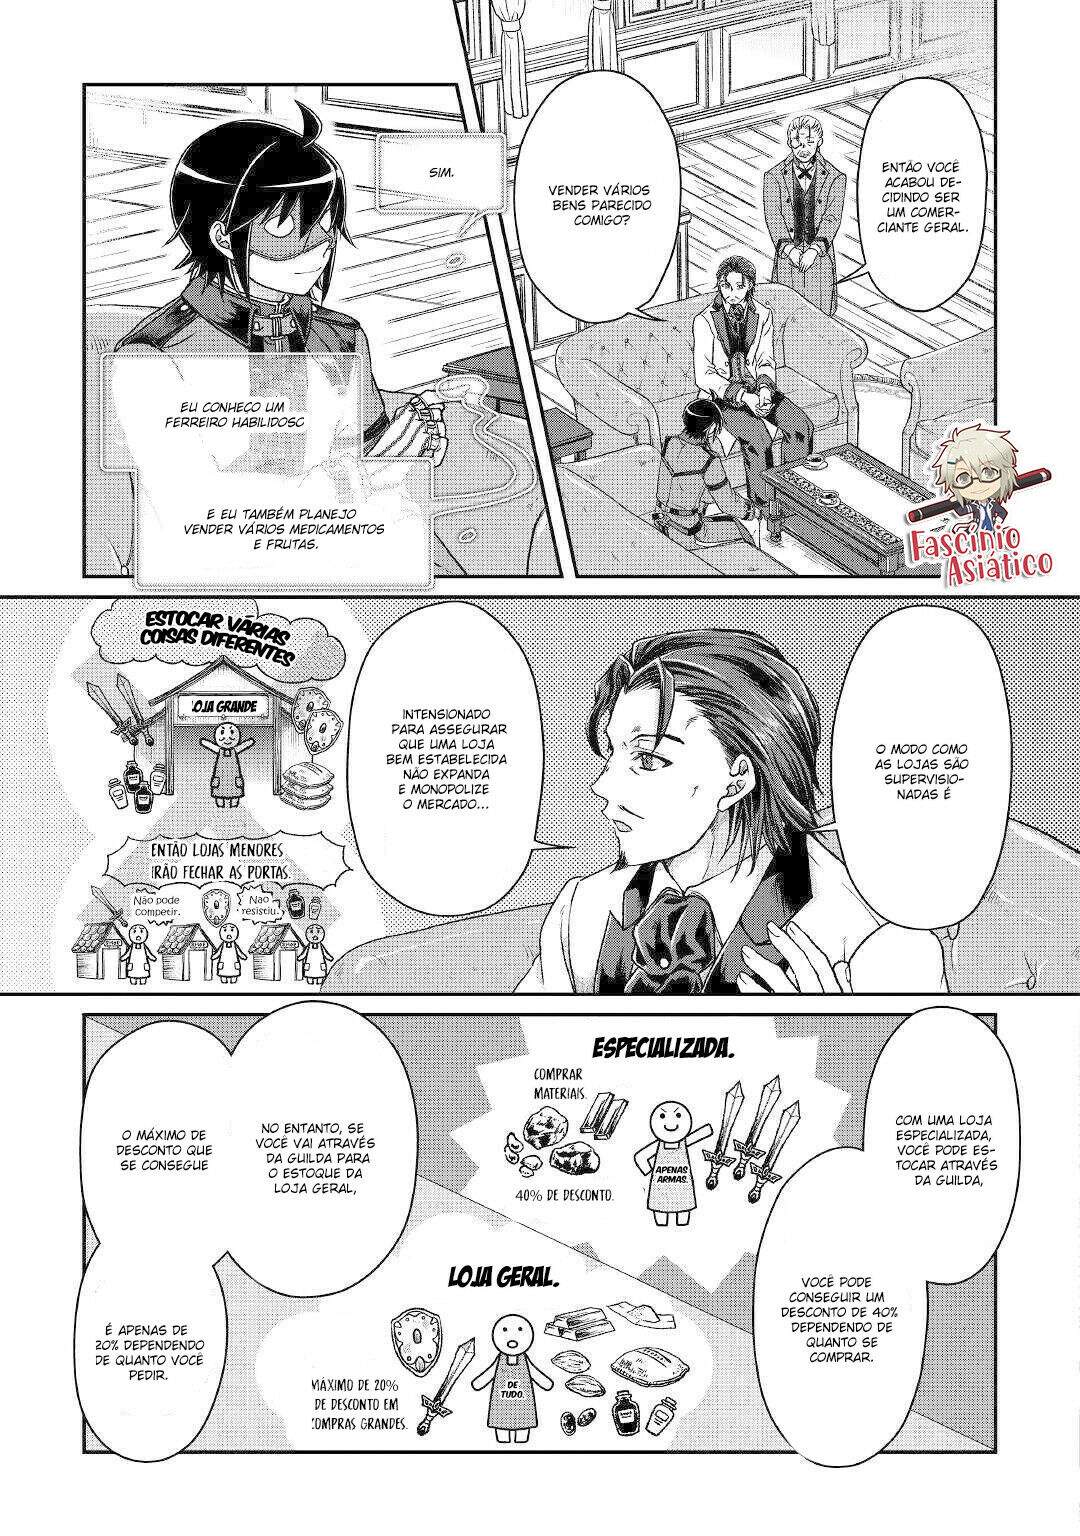 ENTÃO VOCÊ
ACABOU DE-
CIDINDO SER
UM COMER-
CIANTE GERAL.
VENDER VÁRIOS
BENS PARECIDO
COMIGO?
SIM.
EU CONHEÇO UM
FERREIRO HABILIDOSO
E EU TAMBÉM PLANEJO
VENDER VÁRIOS MEDICAMENTOS
E FRUTAS.
Fascínio
Asiático
O MODO COMO
AS LOJAS SÃO
SUPERVISIO-
NADAS É
INTENSIONADO
PARA ASSEGURAR
QUE UMA LOJA
BEM ESTABELECIDA
NÃO EXPANDA
E MONOPOLIZE
O MERCADO...
ESTOCAR VÁRIAS
COISAS DIFERENTES
LOJA GRANDE
ENTÃO LOJAS MENORES
IRÃO FECHAR AS PORTAS.
Não pode
competir.
Nao
resistiu.
COM UMA LOJA
ESPECIALIZADA,
VOCÊ PODE ES-
TOCAR ATRAVÉS
DA GUILDA,
VOCÊ PODE
CONSEGUIR UM
DESCONTO DE 40%
DEPENDENDO DE
QUANTO SE
COMPRAR.
ESPECIALIZADA.
COMPRAR
MATERIAIS.
APENAS
ARMAS.
40% DE DESCONTO.
NO ENTANTO, SE
VOCÊ VAI ATRAVÉS
DA GUILDA PARA
O ESTOQUE DA
LOJA GERAL,
O MÁXIMO DE
DESCONTO QUE
SE CONSEGUE
É APENAS DE
20% DEPENDENDO
DE QUANTO VOCÊ
PEDIR.
LOJA GERAL.
DE
TUDO.
MÁXIMO DE 20%
DE DESCONTO EM
COMPRAS GRANDES.